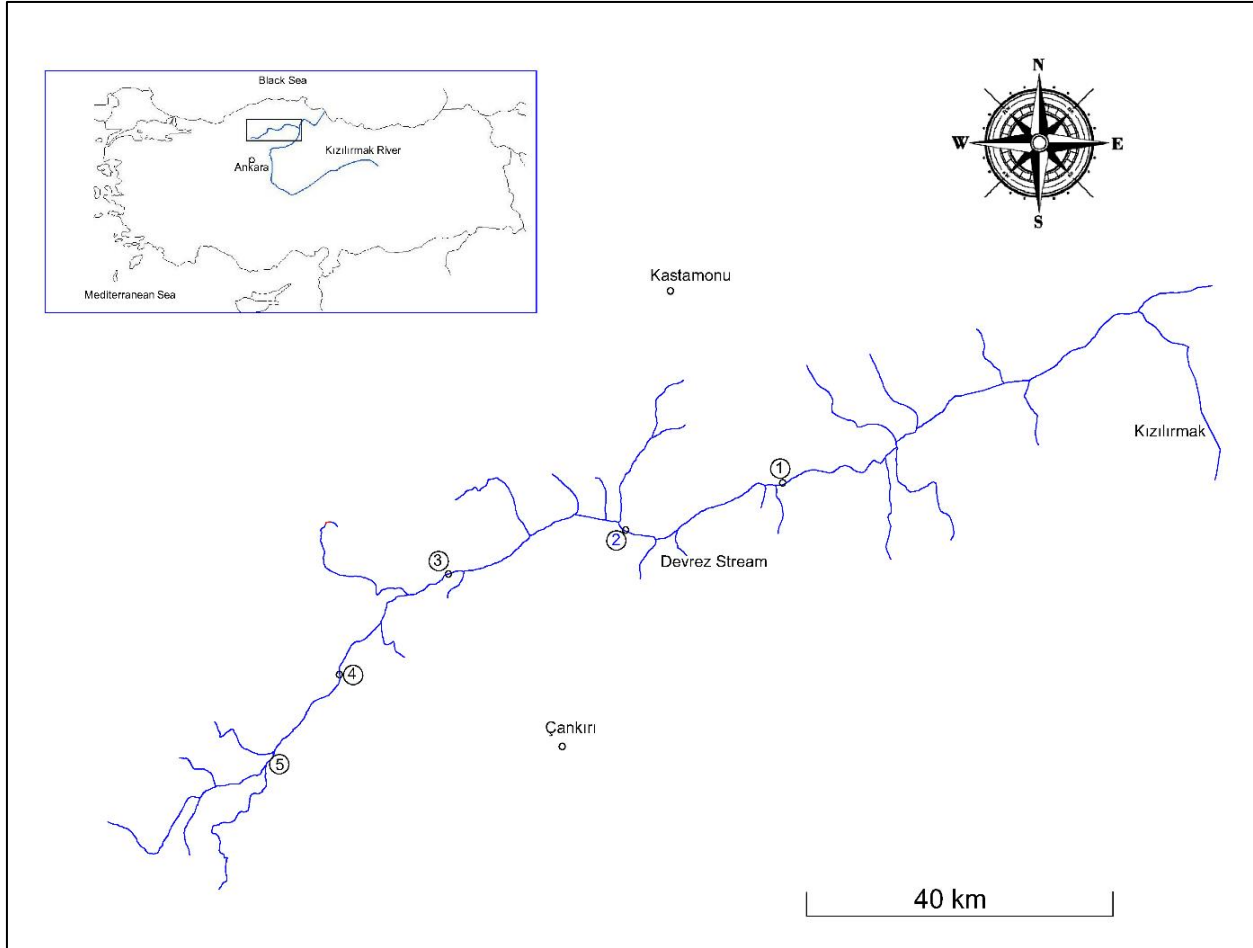 Black Sea
Kızılırmak River
Ankara
Mediterranean Sea
N
W
E
S
Kastamonu
Kızılırmak
1
2
Devrez Stream
3
4
Çankırı
5
40 km